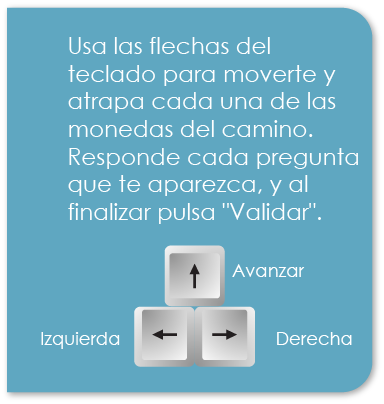 Usa las flechas del
teclado para moverte y
atrapa cada una de las
monedas del camino.
Responde cada pregunta
que te aparezca, y al
finalizar pulsa "Validar".
Avanzar
Izquierda
Derecha